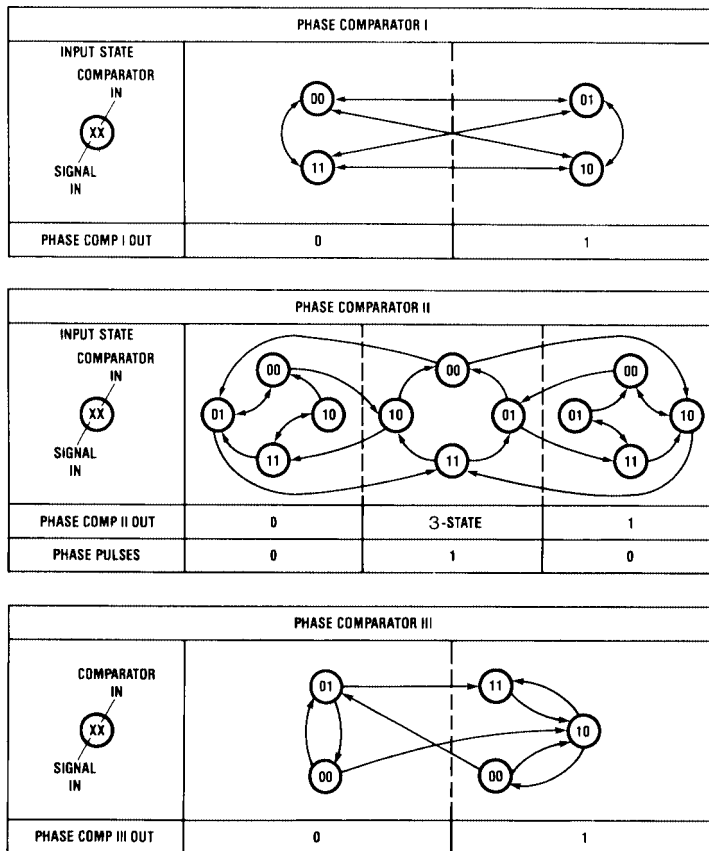 PHASE COMPARATOR I
INPUT STATE
COMPARATOR
IN
XX
SIGNAL
IN
00
01
11
10
PHASE COMP I OUT
0
1
PHASE COMPARATOR II
INPUT STATE
COMPARATOR
IN
XX
SIGNAL
IN
00
01
10
11
10
00
01
11
00
01
10
11
PHASE COMP II OUT
0
3-STATE
1
PHASE PULSES
0
1
0
PHASE COMPARATOR III
COMPARATOR
IN
XX
SIGNAL
IN
01
11
10
00
00
PHASE COMP III OUT
0
1